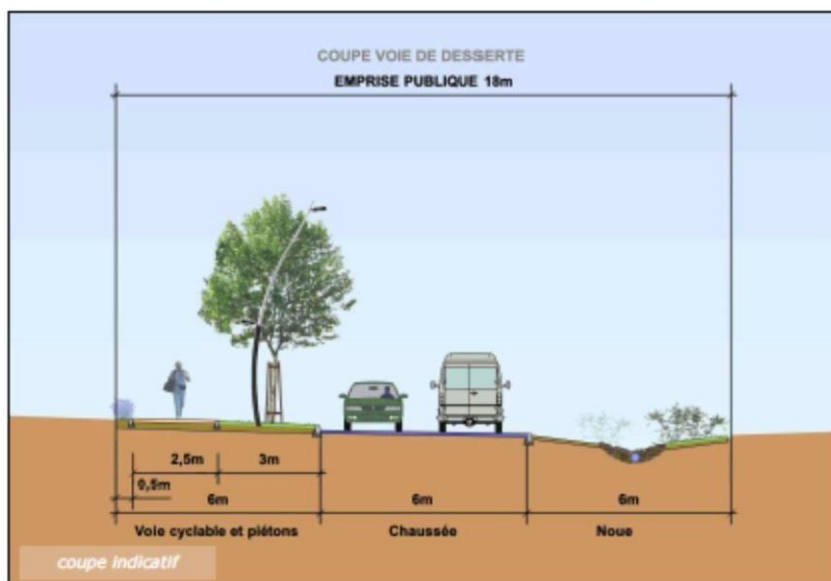 COUPE VOIE DE DESSERTE
EMPRISE PUBLIQUE 18m
2,5m 3m
0,5m
6m 6m 6m
Voie cyclable et piétons Chaussée Noue
coupe indicatif